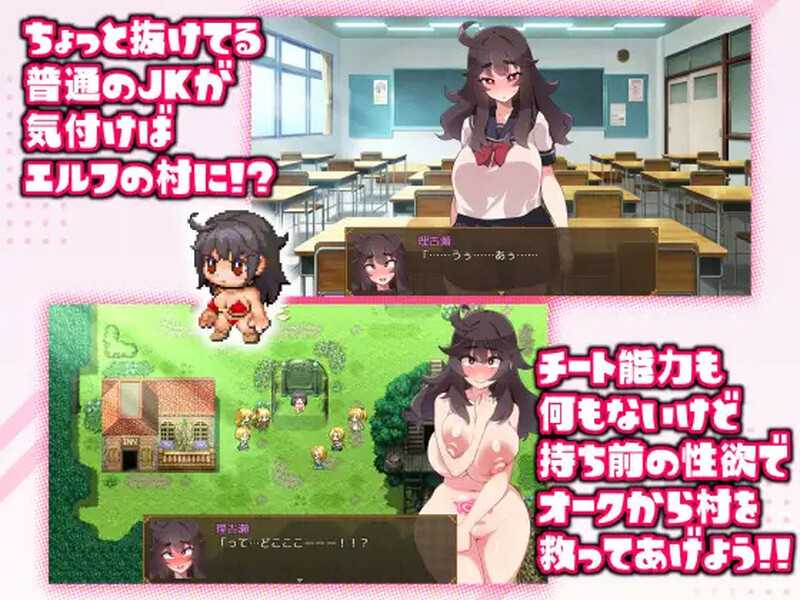 ちょっと抜けてる
普通のJKが
気付けば
エルフの村に!?
「……うぅ……あぅ……
INN
「って…どこここーーー！！？
チート能力も
何もないけど
持ち前の性欲で
オークから村を
救ってあげよう!!